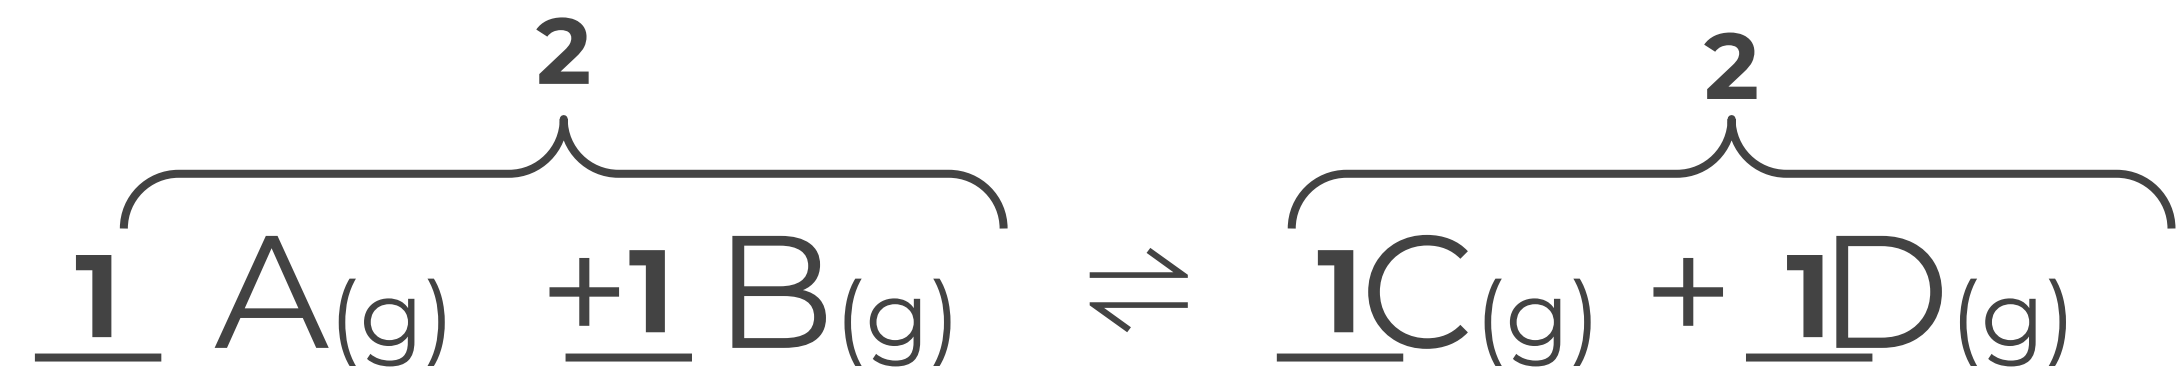 2 2
1 A(g) +1 B(g) ⇌ 1C(g) + 1D(g)